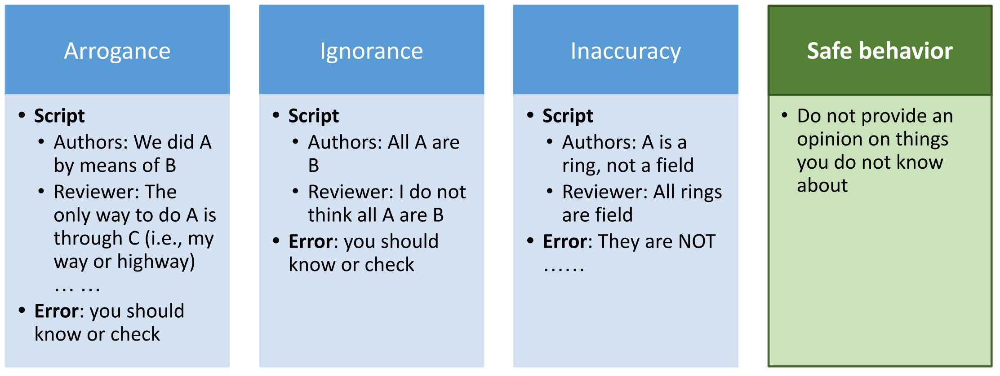 Arrogance
• Script
• Authors: We did A
by means of B
• Reviewer: The
only way to do A is
through C (i.e., my
way or highway)
… …
• Error: you should
know or check
Ignorance
• Script
• Authors: All A are
B
• Reviewer: I do not
think all A are B
• Error: you should
know or check
Inaccuracy
• Script
• Authors: A is a
ring, not a field
• Reviewer: All rings
are field
• Error: They are NOT
……
Safe behavior
• Do not provide an
opinion on things
you do not know
about